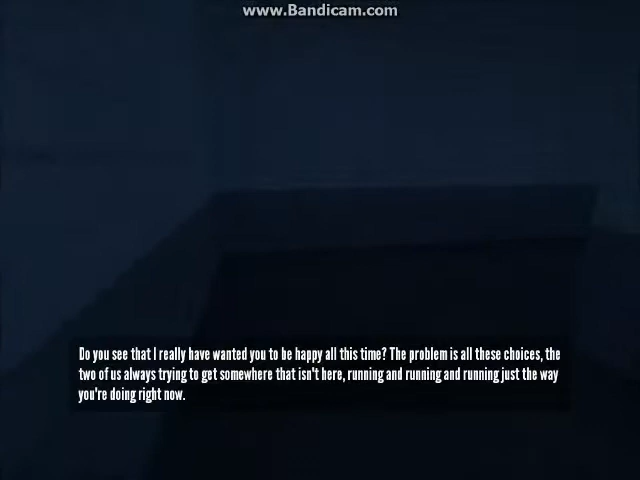 www.Bandicam.com
Do you see that I really have wanted you to be happy all this time? The problem is all these choices, the
two of us always trying to get somewhere that isn't here, running and running and running just the way
you're doing right now.